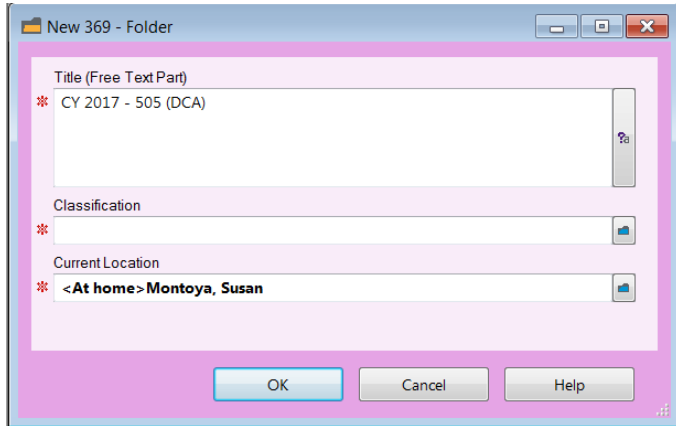 New 369 - Folder
Title (Free Text Part)
CY 2017 - 505 (DCA)
Classification
Current Location
<At home>Montoya, Susan
OK
Cancel
Help